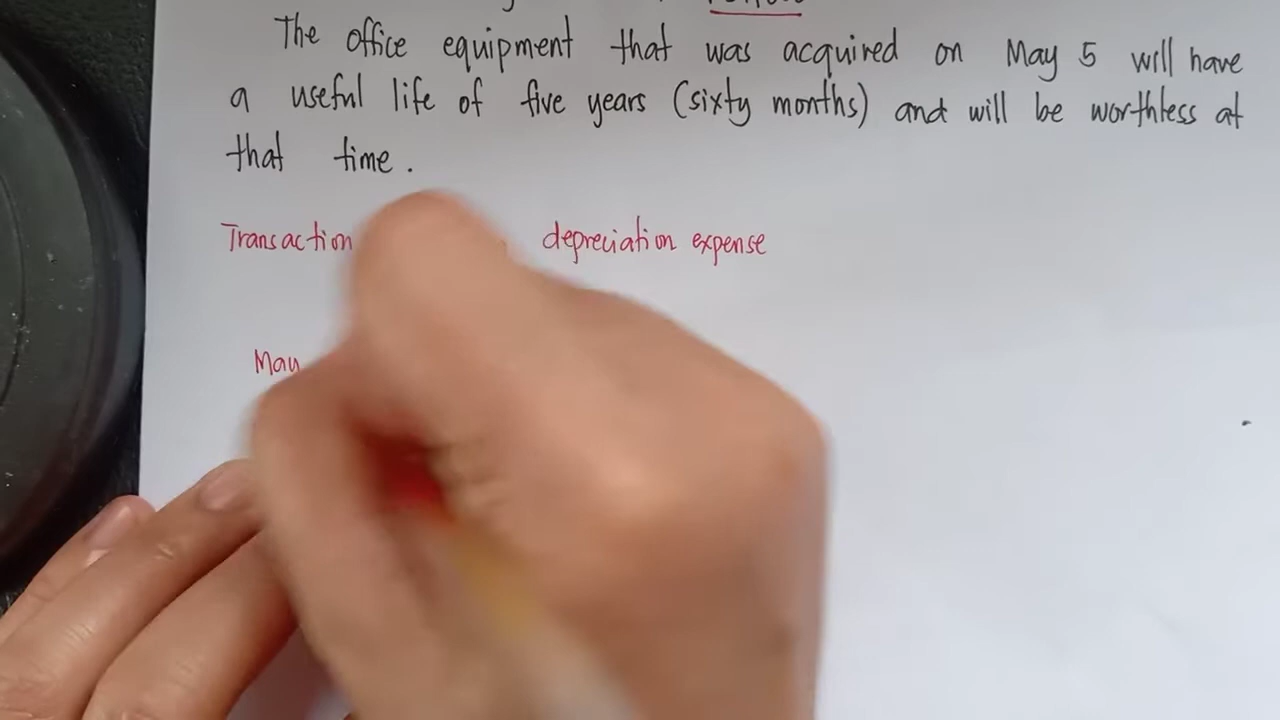 The office equipment that was acquired on May 5 will have
a useful life of five years (sixty months) and will be worthless at
that time.
Transaction depreciation expense
May